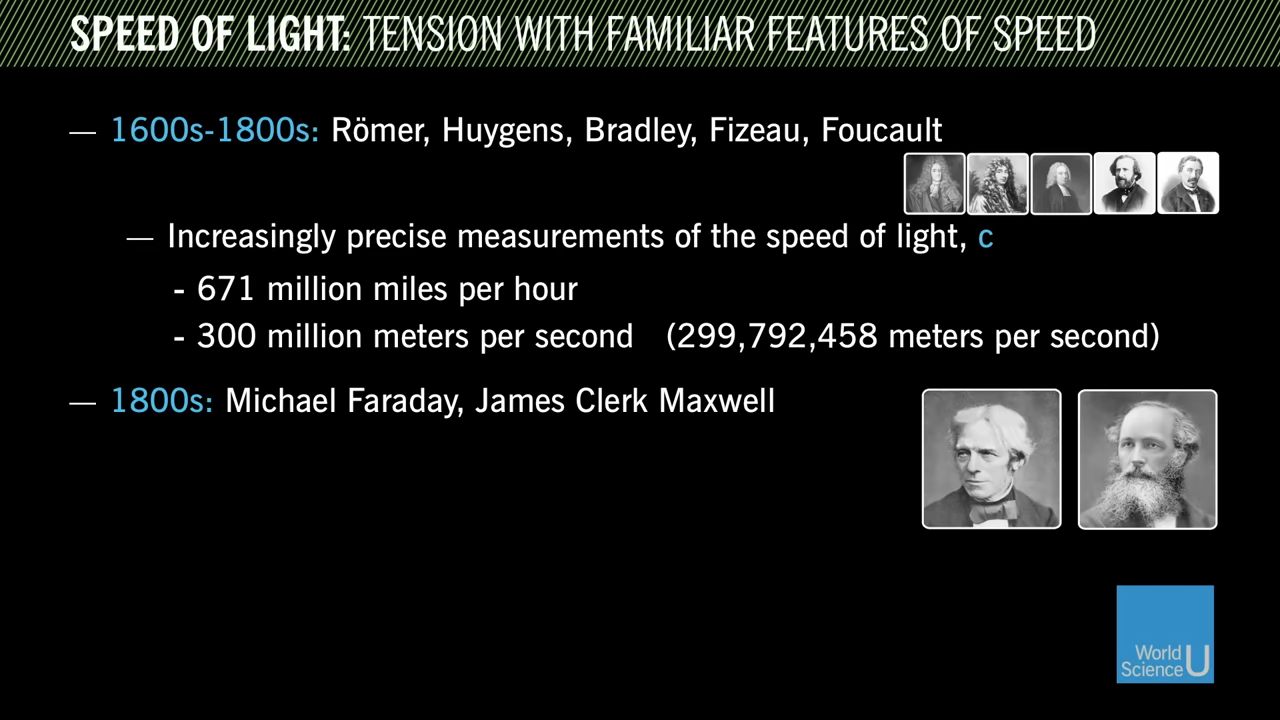 SPEED OF LIGHT: TENSION WITH FAMILIAR FEATURES OF SPEED
— 1600s-1800s: Römer, Huygens, Bradley, Fizeau, Foucault
— Increasingly precise measurements of the speed of light, c
- 671 million miles per hour
- 300 million meters per second (299,792,458 meters per second)
— 1800s: Michael Faraday, James Clerk Maxwell
World
Science U